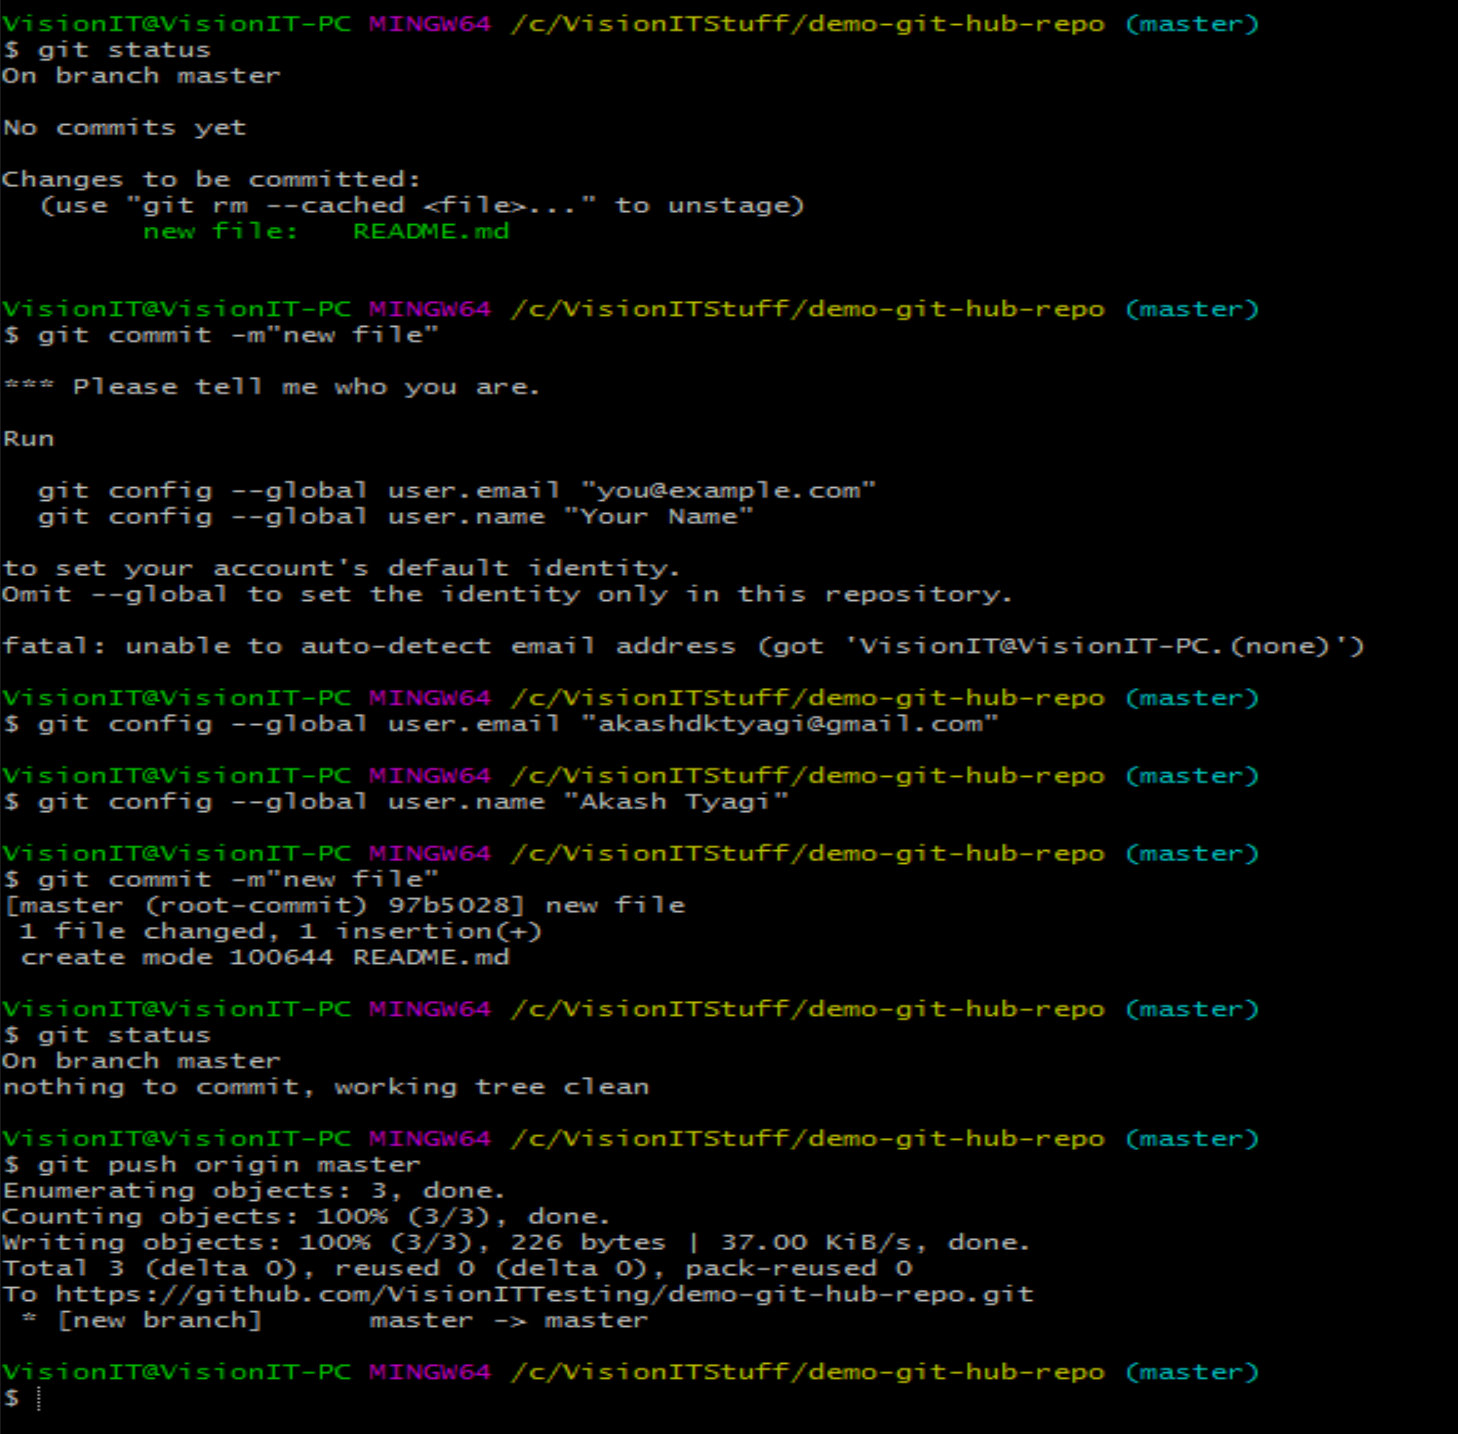 VisionIT@VisionIT-PC MINGW64 /c/VisionITStuff/demo-git-hub-repo (master)
$ git status
On branch master
No commits yet
Changes to be committed:
  (use "git rm --cached <file>..." to unstage)
        new file:   README.md
VisionIT@VisionIT-PC MINGW64 /c/VisionITStuff/demo-git-hub-repo (master)
$ git commit -m"new file"
*** Please tell me who you are.
Run
  git config --global user.email "you@example.com"
  git config --global user.name "Your Name"
to set your account's default identity.
Omit --global to set the identity only in this repository.
fatal: unable to auto-detect email address (got 'VisionIT@VisionIT-PC.(none)')
VisionIT@VisionIT-PC MINGW64 /c/VisionITStuff/demo-git-hub-repo (master)
$ git config --global user.email "akashdktyagi@gmail.com"
VisionIT@VisionIT-PC MINGW64 /c/VisionITStuff/demo-git-hub-repo (master)
$ git config --global user.name "Akash Tyagi"
VisionIT@VisionIT-PC MINGW64 /c/VisionITStuff/demo-git-hub-repo (master)
$ git commit -m"new file"
[master (root-commit) 97b5028] new file
 1 file changed, 1 insertion(+)
 create mode 100644 README.md
VisionIT@VisionIT-PC MINGW64 /c/VisionITStuff/demo-git-hub-repo (master)
$ git status
On branch master
nothing to commit, working tree clean
VisionIT@VisionIT-PC MINGW64 /c/VisionITStuff/demo-git-hub-repo (master)
$ git push origin master
Enumerating objects: 3, done.
Counting objects: 100% (3/3), done.
Writing objects: 100% (3/3), 226 bytes | 37.00 KiB/s, done.
Total 3 (delta 0), reused 0 (delta 0), pack-reused 0
To https://github.com/VisionITTesting/demo-git-hub-repo.git
 * [new branch]      master -> master
VisionIT@VisionIT-PC MINGW64 /c/VisionITStuff/demo-git-hub-repo (master)
$